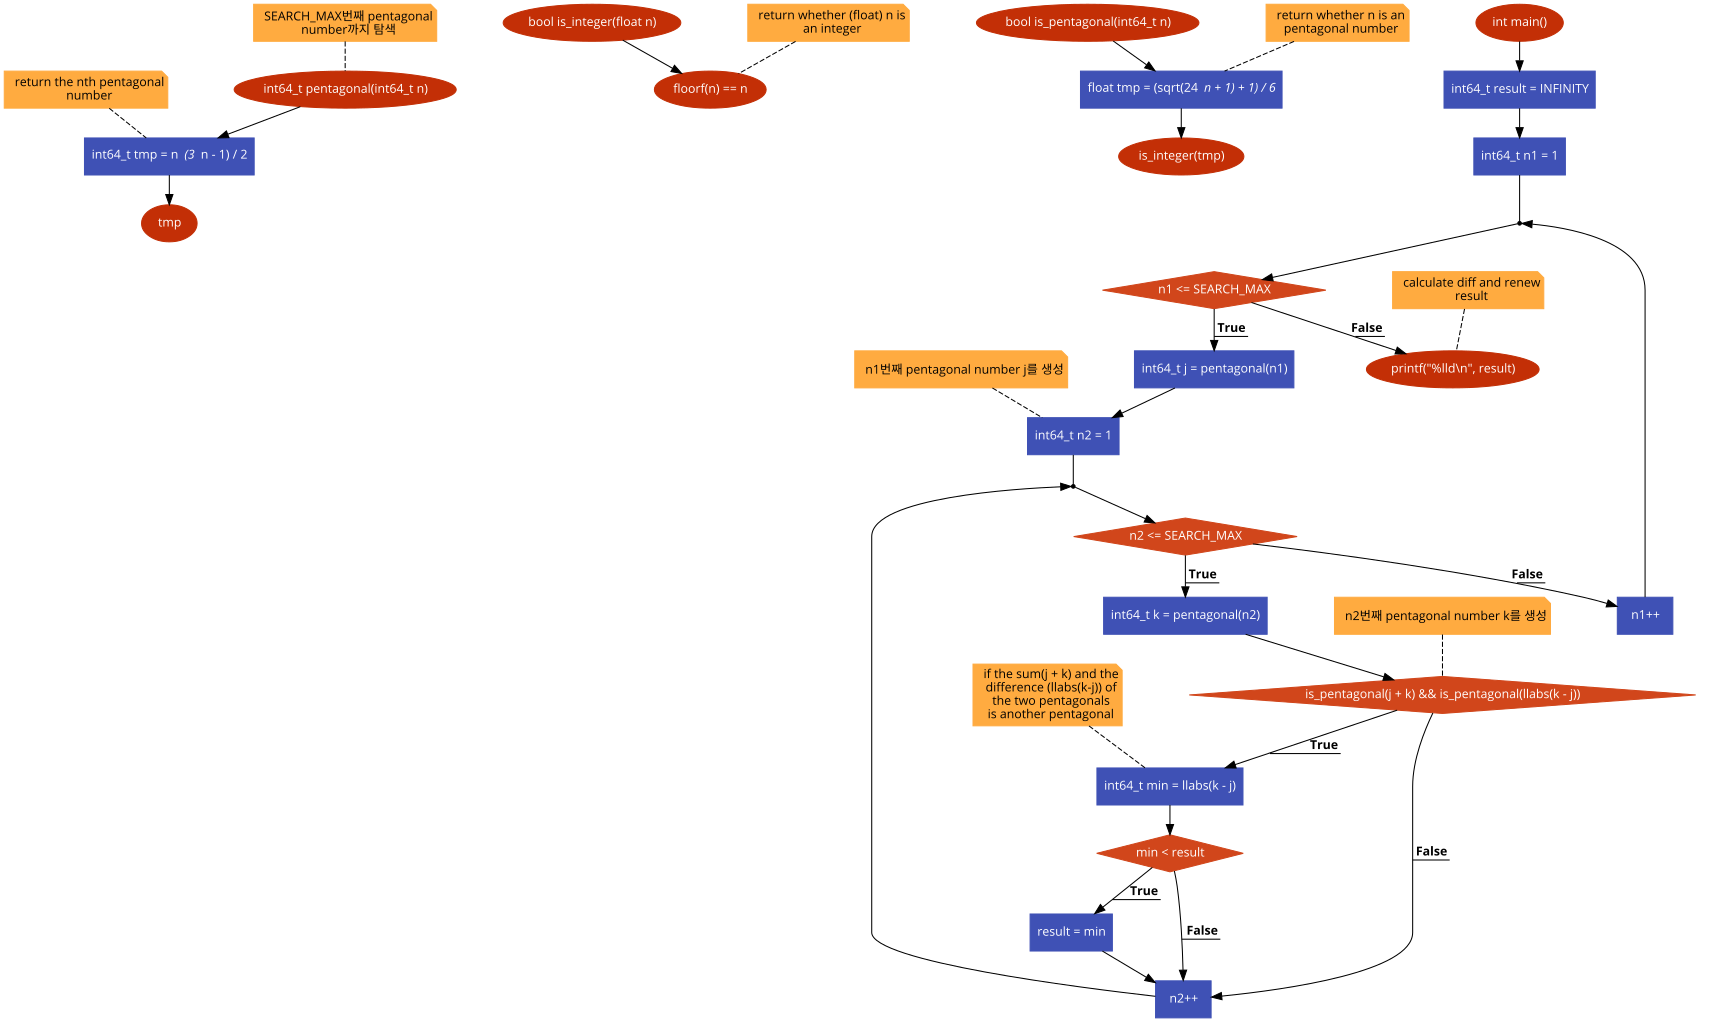 SEARCH_MAX번째 pentagonal
number까지 탐색
return the nth pentagonal
number
int64_t pentagonal(int64_t n)
int64_t tmp = n  (3  n - 1) / 2
tmp
bool is_integer(float n)
return whether (float) n is
an integer
floorf(n) == n
bool is_pentagonal(int64_t n)
return whether n is an
pentagonal number
float tmp = (sqrt(24  n + 1) + 1) / 6
is_integer(tmp)
int main()
int64_t result = INFINITY
int64_t n1 = 1
n1 <= SEARCH_MAX
calculate diff and renew
result
True
False
n1번째 pentagonal number j를 생성
int64_t j = pentagonal(n1)
printf("%lld\n", result)
int64_t n2 = 1
n2 <= SEARCH_MAX
True
False
int64_t k = pentagonal(n2)
n2번째 pentagonal number k를 생성
n1++
if the sum(j + k) and the
difference (llabs(k-j)) of
the two pentagonals
is another pentagonal
is_pentagonal(j + k) && is_pentagonal(llabs(k - j))
True
int64_t min = llabs(k - j)
min < result
False
True
result = min
False
n2++